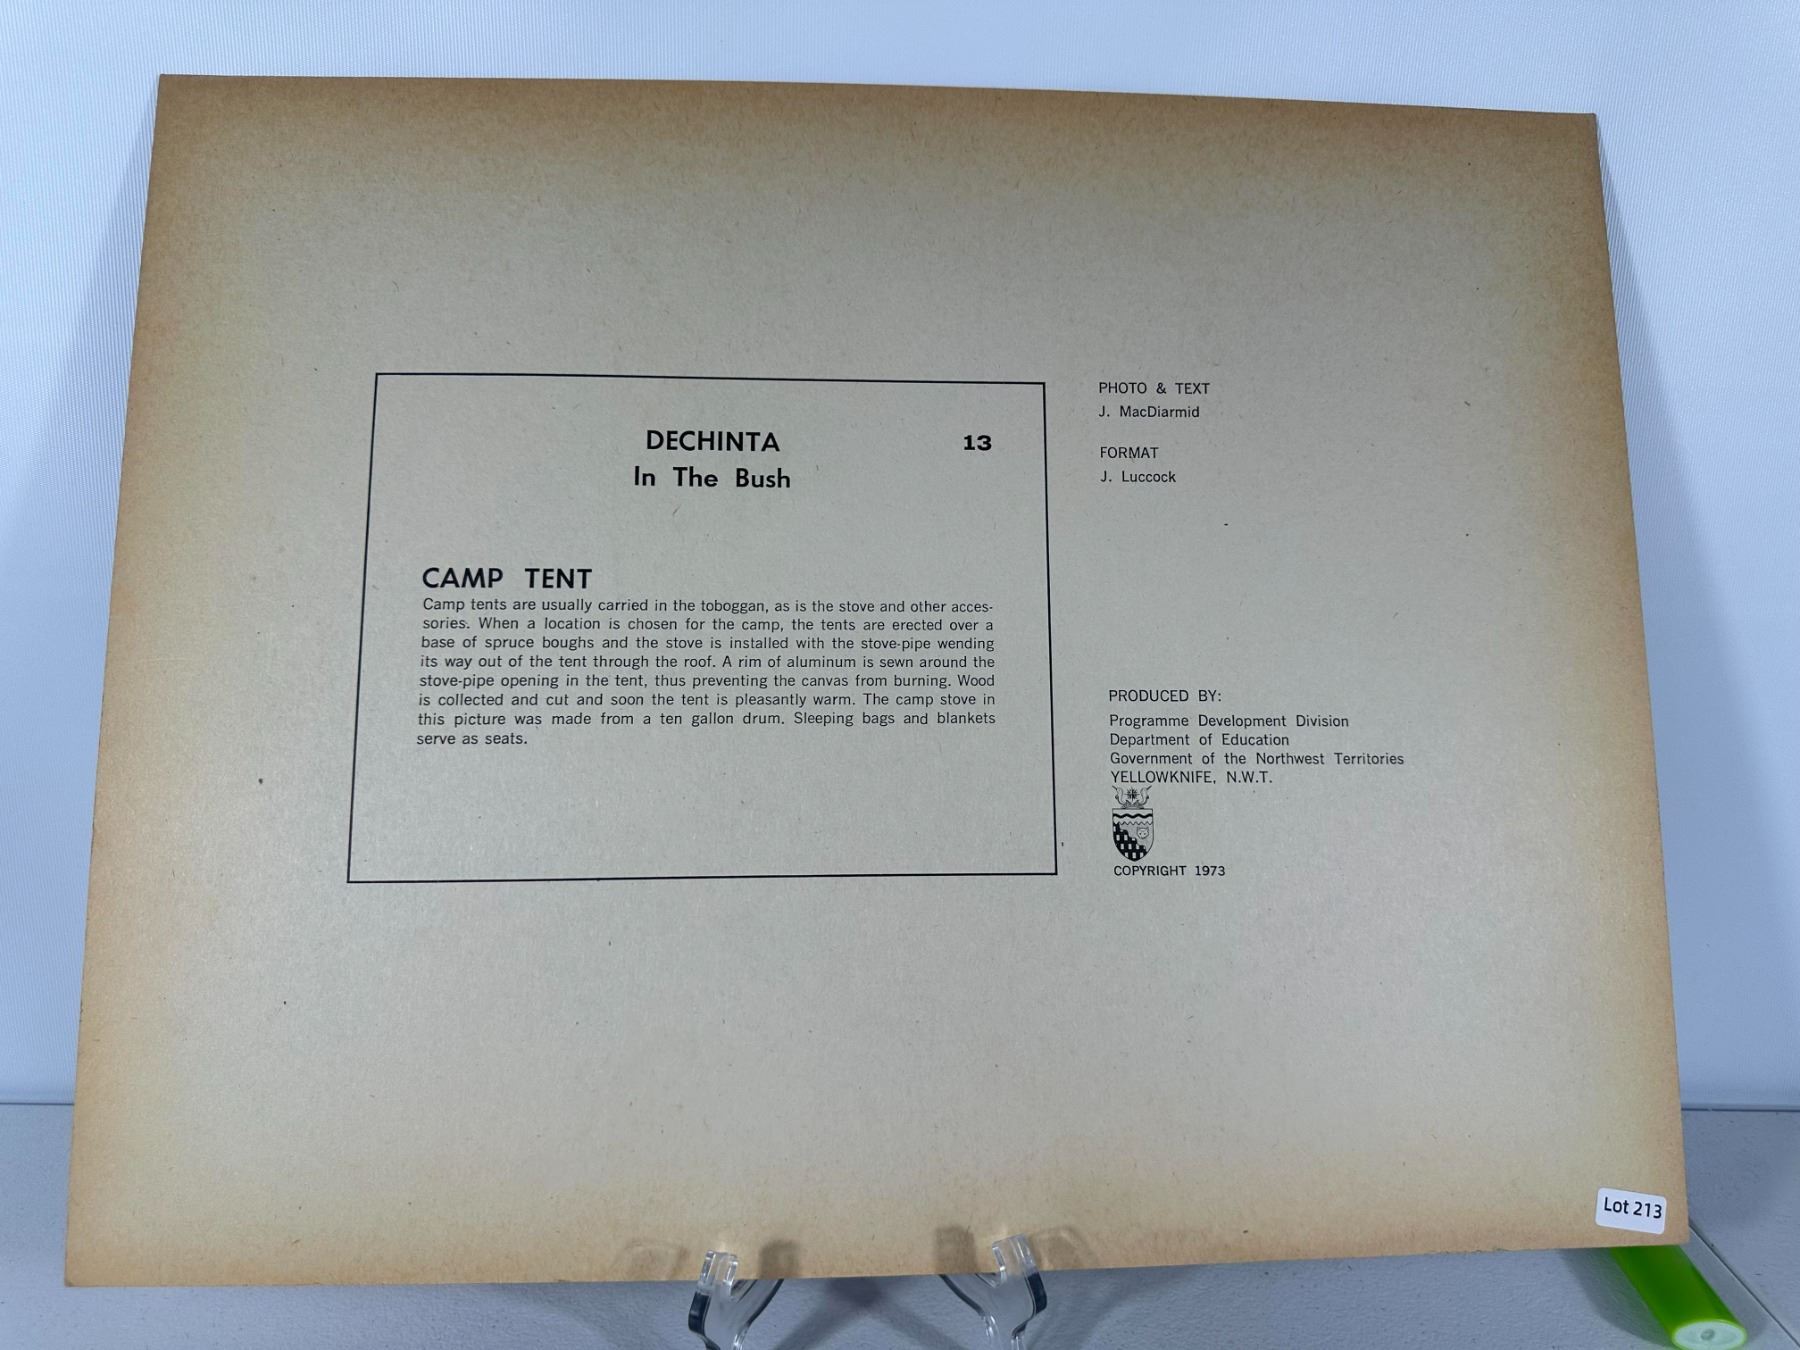 DECHINTA 13
In The Bush
CAMP TENT
Camp tents are usually carried in the toboggan, as is the stove and other acces-
sories. When a location is chosen for the camp, the tents are erected over a
base of spruce boughs and the stove is installed with the stove-pipe wending
its way out of the tent through the roof. A rim of aluminum is sewn around the
stove-pipe opening in the tent, thus preventing the canvas from burning. Wood
is collected and cut and soon the tent is pleasantly warm. The camp stove in
this picture was made from a ten gallon drum. Sleeping bags and blankets
serve as seats.
PHOTO & TEXT
J. MacDiarmid
FORMAT
J. Luccock
PRODUCED BY:
Programme Development Division
Department of Education
Government of the Northwest Territories
YELLOWKNIFE, N.W.T.
COPYRIGHT 1973
Lot 213